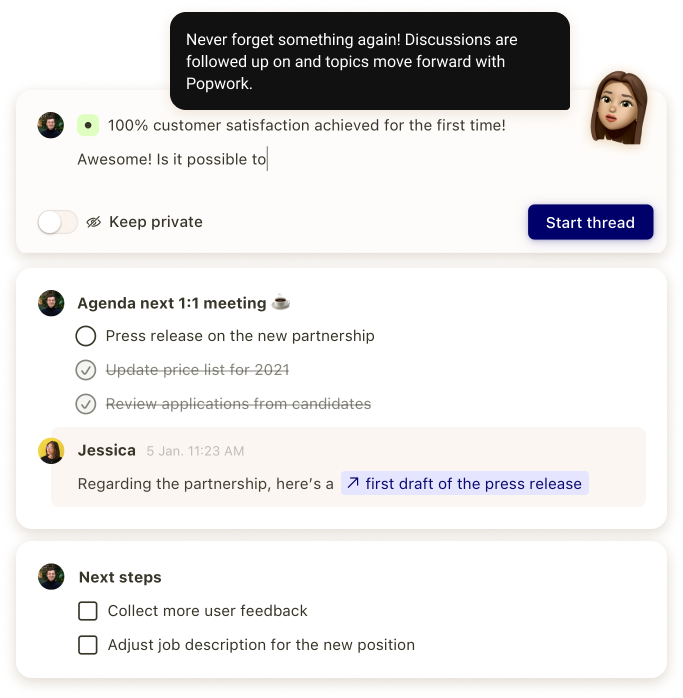 Never forget something again! Discussions are
followed up on and topics move forward with
Popwork.
100% customer satisfaction achieved for the first time!
Awesome! Is it possible to
Keep private
Start thread
Agenda next 1:1 meeting ☕
Press release on the new partnership
Update price list for 2021
Review applications from candidates
Jessica 5 Jan. 11:23 AM
Regarding the partnership, here's a first draft of the press release
Next steps
Collect more user feedback
Adjust job description for the new position